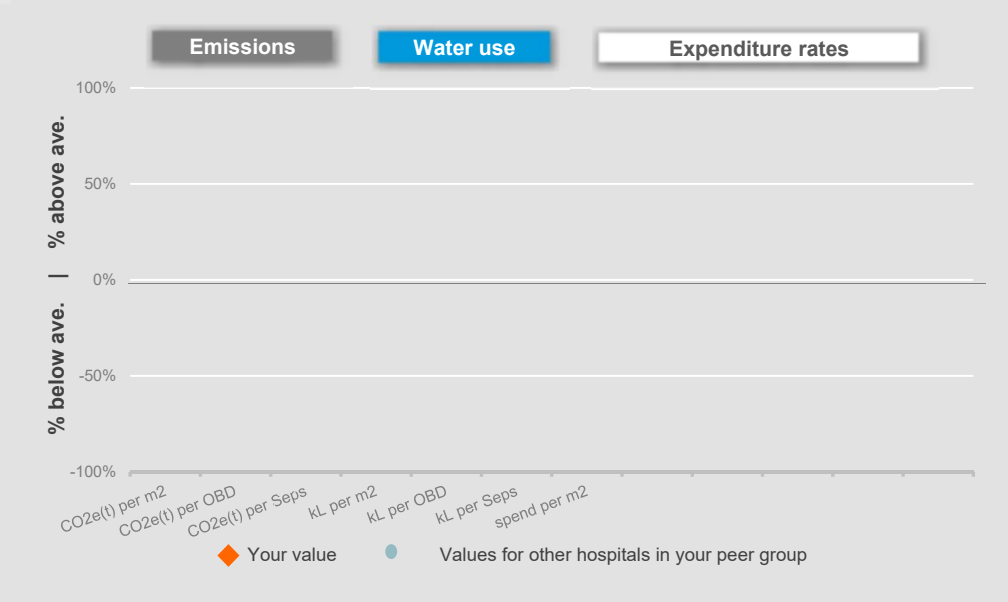 Emissions
Water use
Expenditure rates
% below ave. | % above ave.
100%
50%
0%
-50%
-100%
CO2e(t) per m2
CO2e(t) per OBD
CO2e(t) per Seps
kL per m2
kL per OBD
kL per Seps
spend per m2
Your value
Values for other hospitals in your peer group